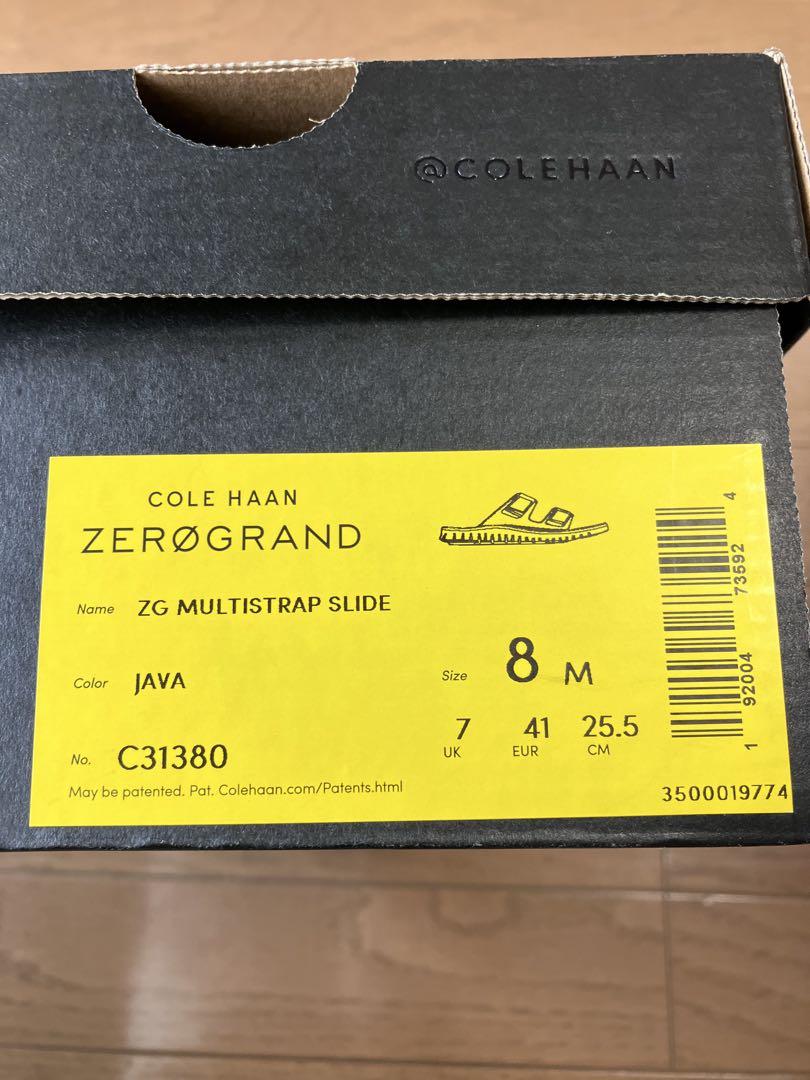 @COLEHAAN
COLE HAAN
ZERØGRAND
Name ZG MULTISTRAP SLIDE
Color JAVA
Size 8 M
7 41 25.5
UK EUR CM
No. C31380
May be patented. Pat. Colehaan.com/Patents.html
1 92004 73592 4
3500019774